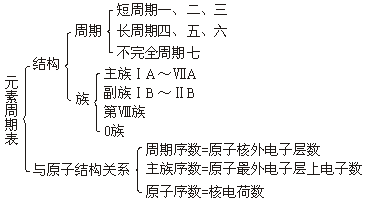 元素周期表
结构
周期
短周期一、二、三
长周期四、五、六
不完全周期七
族
主族ⅠA～ⅦA
副族ⅠB～ⅡB
第Ⅷ族
0族
与原子结构关系
周期序数=原子核外电子层数
主族序数=原子最外电子层上电子数
原子序数=核电荷数